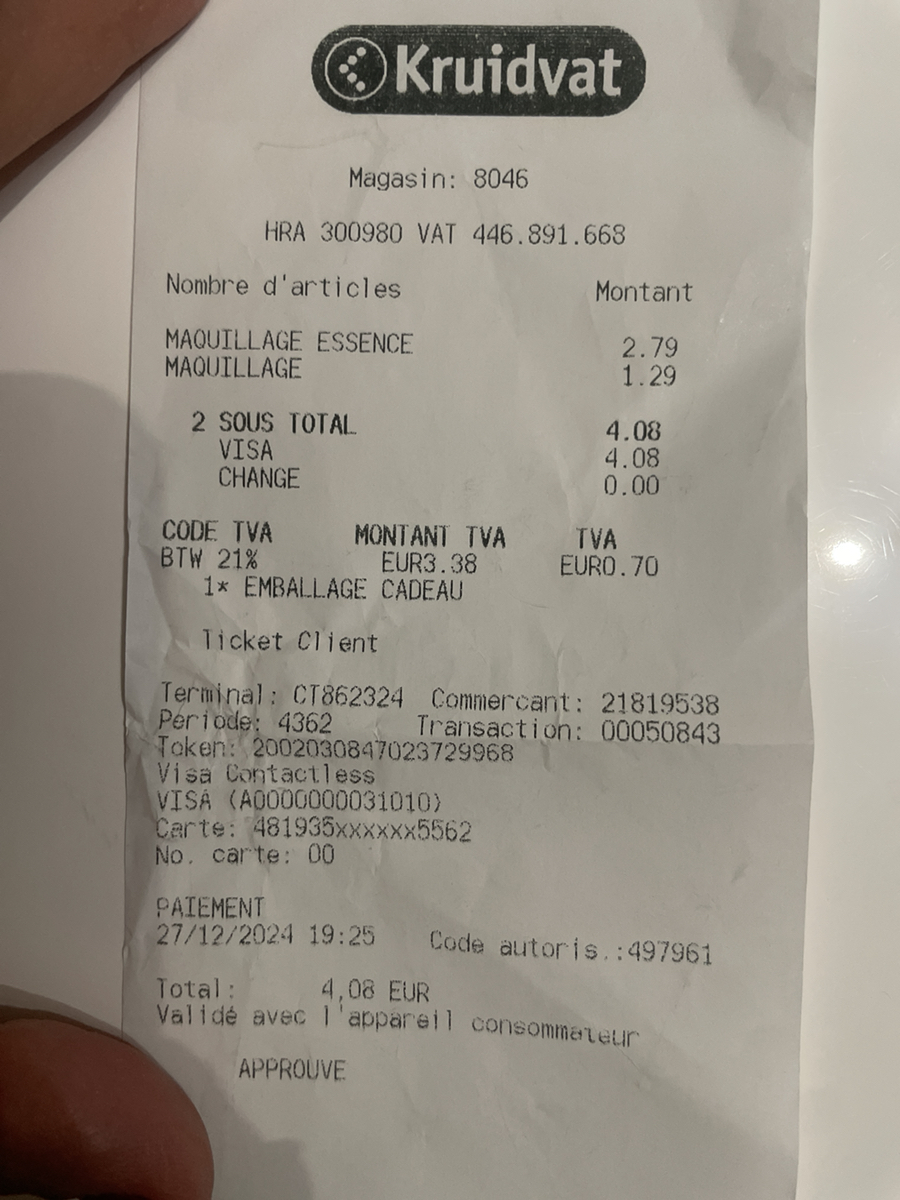 Kruidvat
Magasin: 8046
HRA 300980 VAT 446.891.668
Nombre d'articles Montant
MAQUILLAGE ESSENCE 2.79
MAQUILLAGE 1.29
2 SOUS TOTAL 4.08
VISA 4.08
CHANGE 0.00
CODE TVA MONTANT TVA TVA
BTW 21% EUR3.38 EUR0.70
1* EMBALLAGE CADEAU
Ticket Client
Terminal: CT862324 Commercant: 21819538
Période: 4362 Transaction: 00050843
Token: 2002030847023729968
Visa Contactless
VISA (A0000000031010)
Carte: 481935xxxxxx5562
No. carte: 00
PAIEMENT
27/12/2024 19:25 Code autoris.:497961
Total: 4,08 EUR
Validé avec l'appareil consommateur
APPROUVE